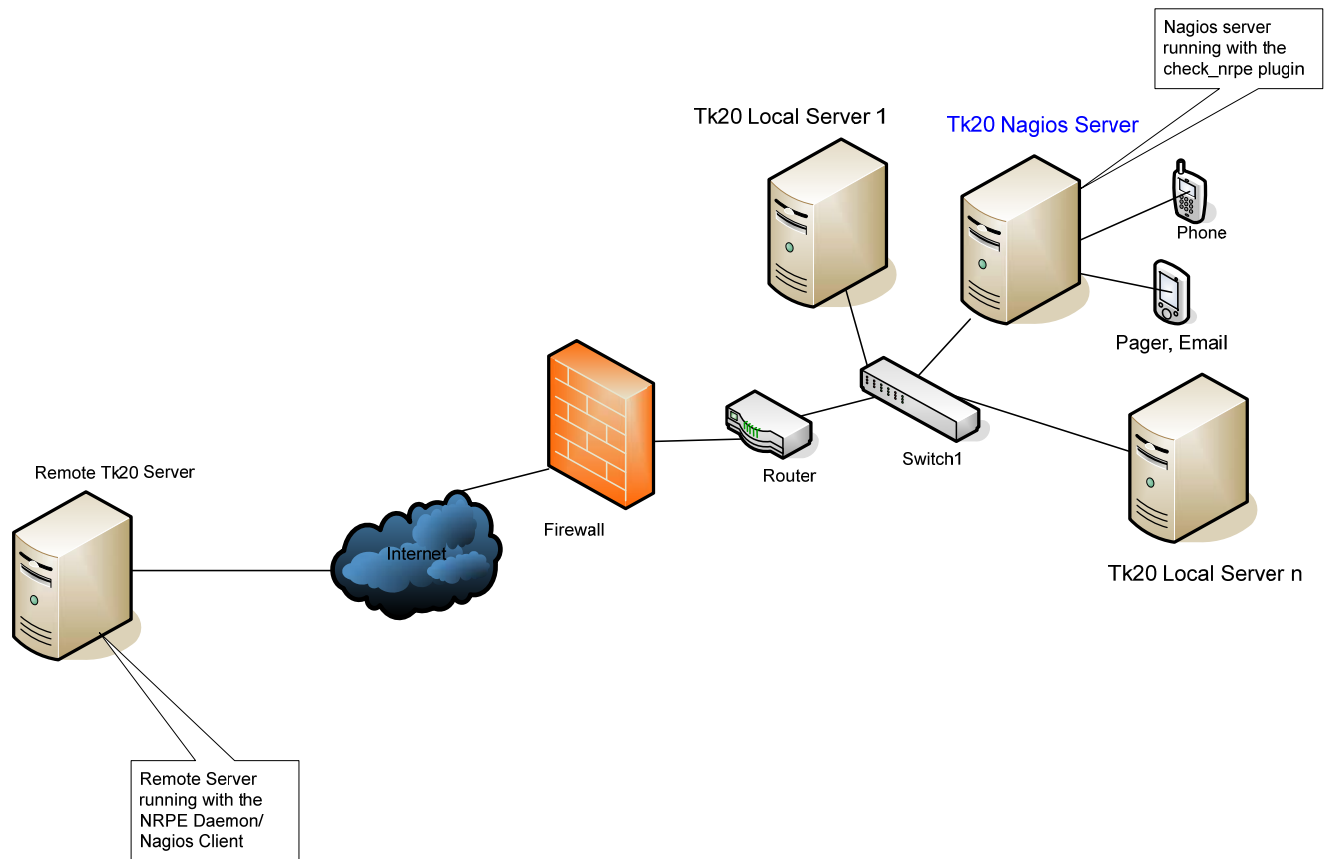 Nagios server
running with the
check_nrpe plugin
Tk20 Local Server 1
Tk20 Nagios Server
Phone
Pager, Email
Switch1
Router
Remote Tk20 Server
Firewall
Internet
Tk20 Local Server n
Remote Server
running with the
NRPE Daemon/
Nagios Client